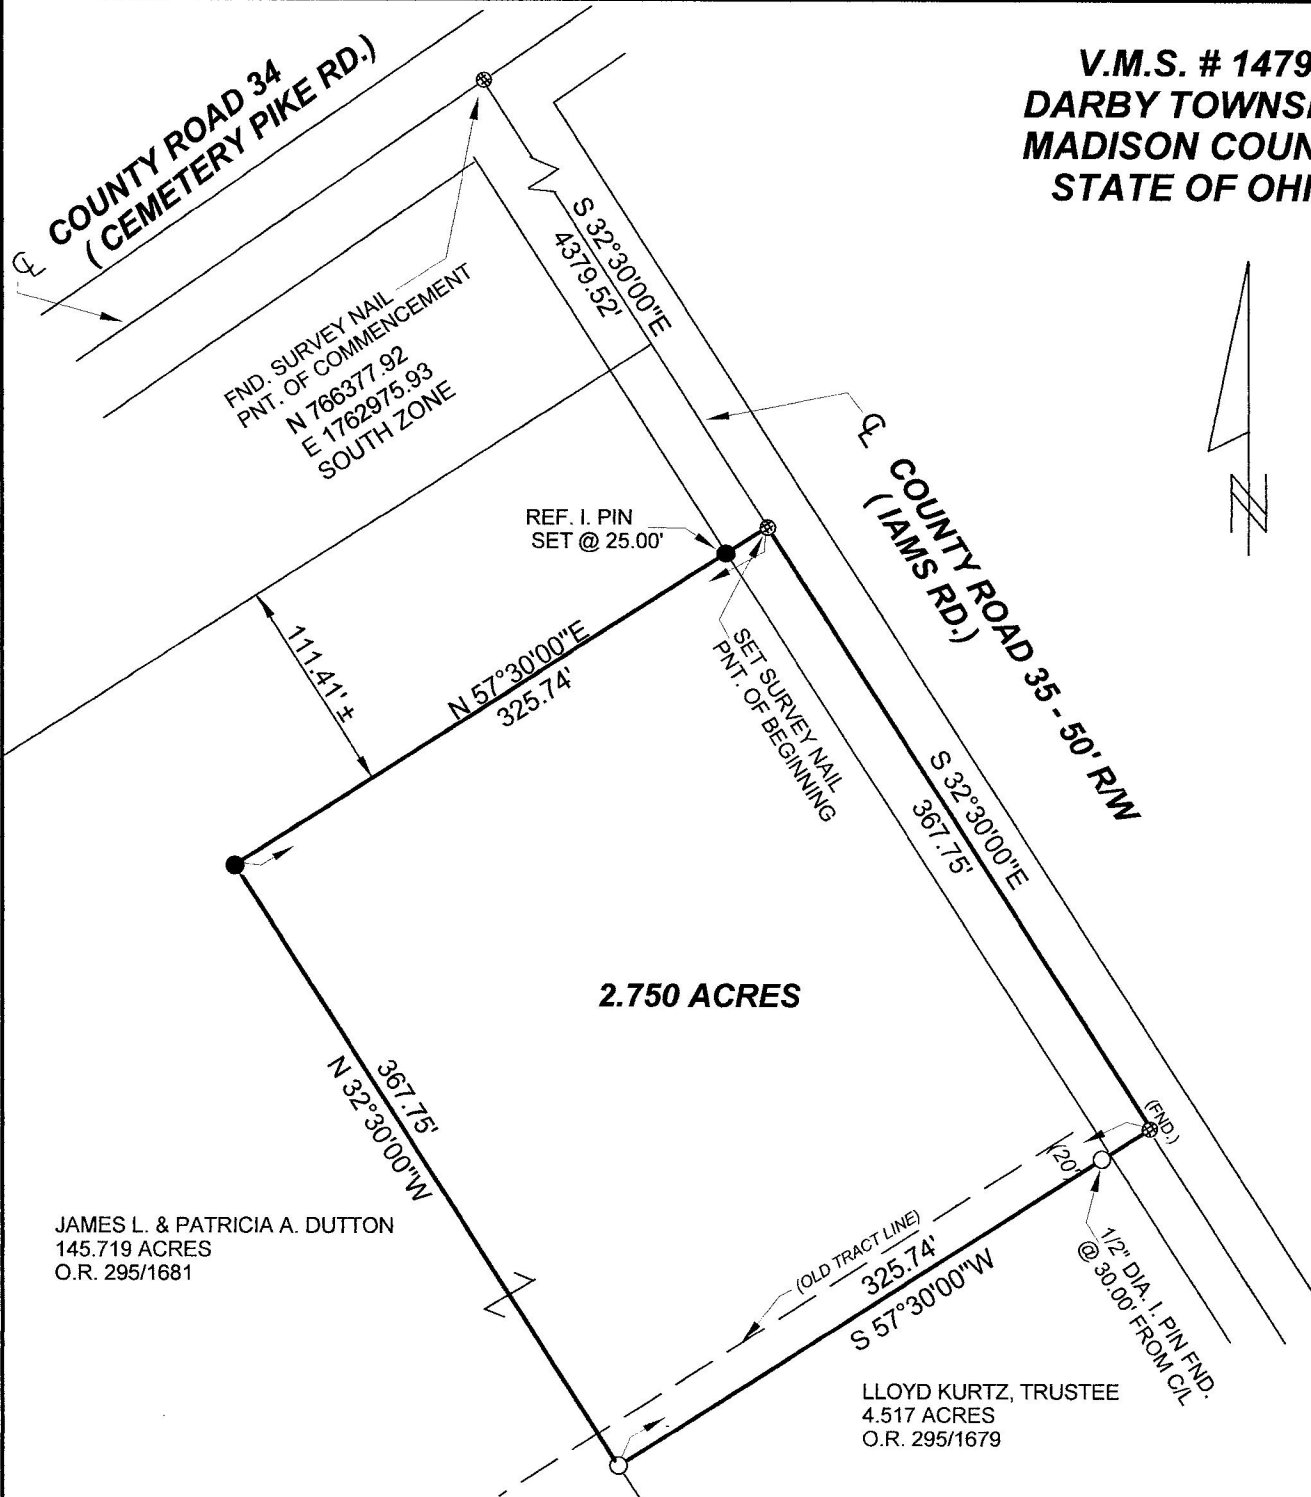 V.M.S. # 1479
DARBY
MADISON
STATE OF
COUNTY ROAD 34
( CEMETERY PIKE RD.)
℄
FND. SURVEY NAIL
PNT. OF COMMENCEMENT
N 766377.92
E 1762975.93
SOUTH ZONE
S 32°30'00"E
4379.52'
℄
COUNTY ROAD 35 - 50' R/W
( IAMS RD.)
N
REF. I. PIN
SET @ 25.00'
SET SURVEY NAIL
PNT. OF BEGINNING
111.41' ±
N 57°30'00"E
325.74'
S 32°30'00"E
367.75'
2.750 ACRES
367.75'
N 32°30'00"W
(FND.)
(20')
(OLD TRACT LINE)
325.74'
S 57°30'00"W
1/2" DIA. I. PIN FND.
@ 30.00' FROM C/L
JAMES L. & PATRICIA A. DUTTON
145.719 ACRES
O.R. 295/1681
LLOYD KURTZ, TRUSTEE
4.517 ACRES
O.R. 295/1679